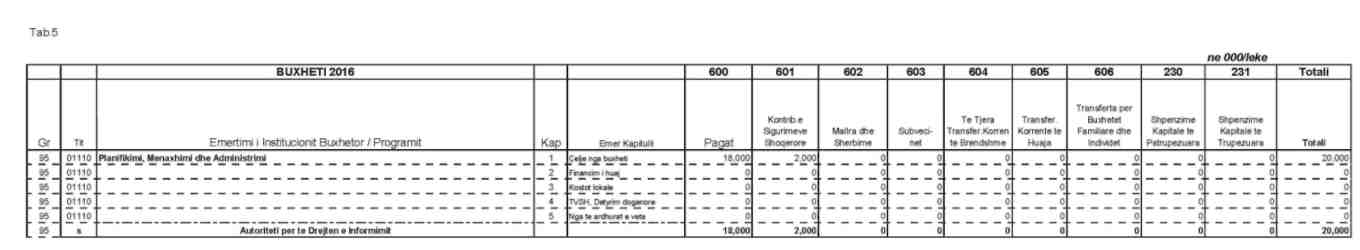 Tab.5
ne 000/leke
BUXHETI 2016 600 601 602 603 604 605 606 230 231 Totali
Gr Tit Emertimi i Institucionit Buxhetor / Programit Kap Emer Kapitulli Pagat Kontrib.e Sigurimeve Shoqerore Mallra dhe Sherbime Subveci-net Te Tjera Transfer.Korren te Brendshme Transfer. Korrente te Huaja Transferta per Buxhetet Familiare dhe Individet Shpenzime Kapitale te Patrupezuara Shpenzime Kapitale te Trupezuara Totali
95 01110 Planifikimi, Menaxhimi dhe Administrimi 1 Celje nga buxheti 18,000 2,000 0 0 0 0 0 0 0 20,000
95 01110 2 Financim i huaj 0 0 0 0 0 0 0 0 0 0
95 01110 3 Kostot lokale 0 0 0 0 0 0 0 0 0 0
95 01110 4 TVSH, Detyrim doganore 0 0 0 0 0 0 0 0 0 0
95 01110 5 Nga te ardhurat e veta 0 0 0 0 0 0 0 0 0 0
95 s Autoriteti per te Drejten e Informimit 18,000 2,000 0 0 0 0 0 0 0 20,000